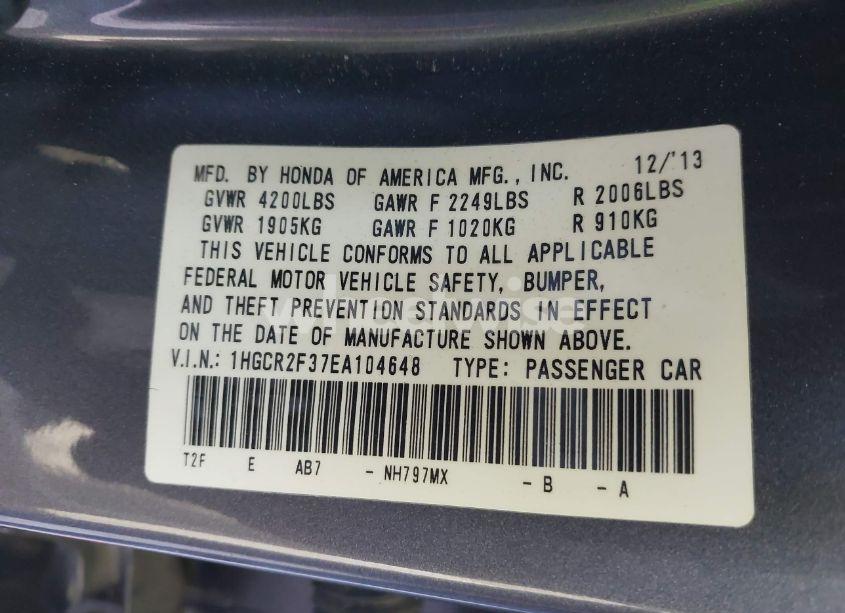 MFD. BY HONDA OF AMERICA MFG., INC. 12/'13
GVWR 4200LBS GAWR F 2249LBS R 2006LBS
GVWR 1905KG GAWR F 1020KG R 910KG
THIS VEHICLE CONFORMS TO ALL APPLICABLE
FEDERAL MOTOR VEHICLE SAFETY, BUMPER,
AND THEFT PREVENTION STANDARDS IN EFFECT
ON THE DATE OF MANUFACTURE SHOWN ABOVE.
V.I.N.: 1HGCR2F37EA104648 TYPE: PASSENGER CAR
T2F E AB7 - NH797MX - B - A